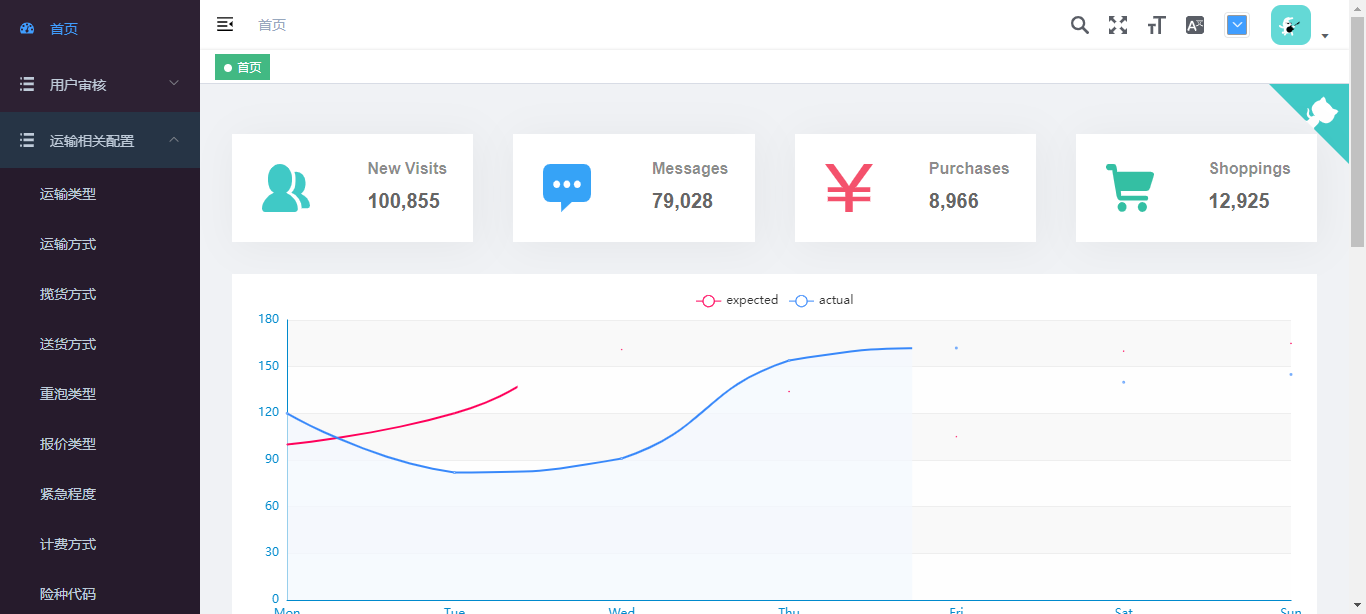 首页
用户审核
运输相关配置
运输类型
运输方式
揽货方式
送货方式
重泡类型
报价类型
紧急程度
计费方式
险种代码
首页
首页
New Visits
100,855
Messages
79,028
Purchases
8,966
Shoppings
12,925
expected actual
180
150
120
90
60
30
0
Mon Tue Wed Thu Fri Sat Sun